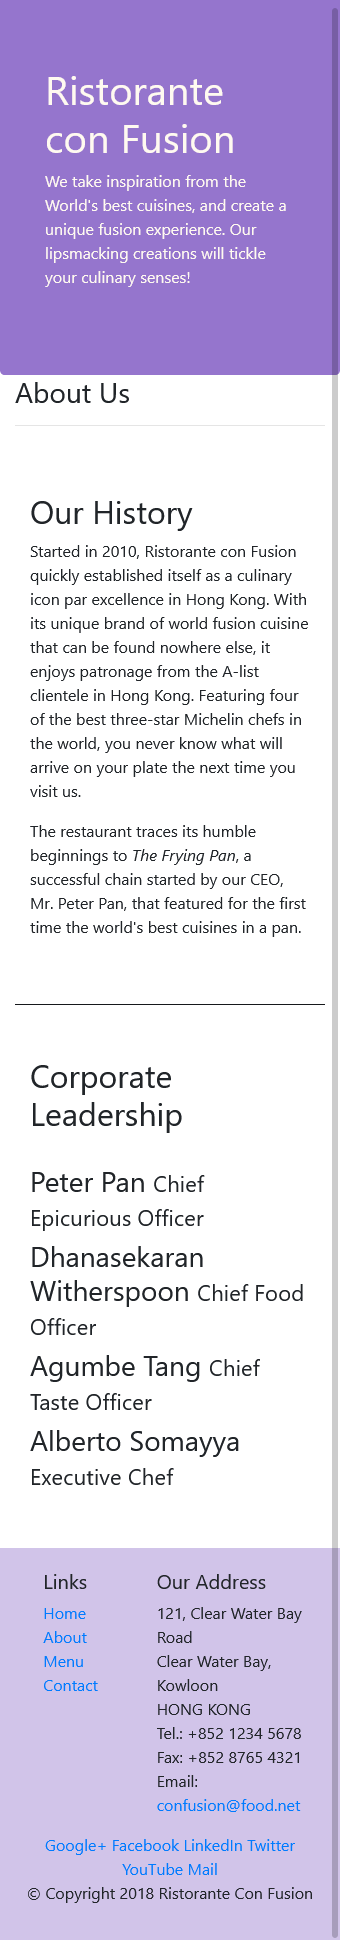 Ristorante
con Fusion
We take inspiration from the
World's best cuisines, and create a
unique fusion experience. Our
lipsmacking creations will tickle
your culinary senses!
About Us
Our History
Started in 2010, Ristorante con Fusion
quickly established itself as a culinary
icon par excellence in Hong Kong. With
its unique brand of world fusion cuisine
that can be found nowhere else, it
enjoys patronage from the A-list
clientele in Hong Kong. Featuring four
of the best three-star Michelin chefs in
the world, you never know what will
arrive on your plate the next time you
visit us.
The restaurant traces its humble
beginnings to The Frying Pan, a
successful chain started by our CEO,
Mr. Peter Pan, that featured for the first
time the world's best cuisines in a pan.
Corporate
Leadership
Peter Pan Chief
Epicurious Officer
Dhanasekaran
Witherspoon Chief Food
Officer
Agumbe Tang Chief
Taste Officer
Alberto Somayya
Executive Chef
Links
Home
About
Menu
Contact
Our Address
121, Clear Water Bay
Road
Clear Water Bay,
Kowloon
HONG KONG
Tel.: +852 1234 5678
Fax: +852 8765 4321
Email:
confusion@food.net
Google+ Facebook LinkedIn Twitter
YouTube Mail
© Copyright 2018 Ristorante Con Fusion